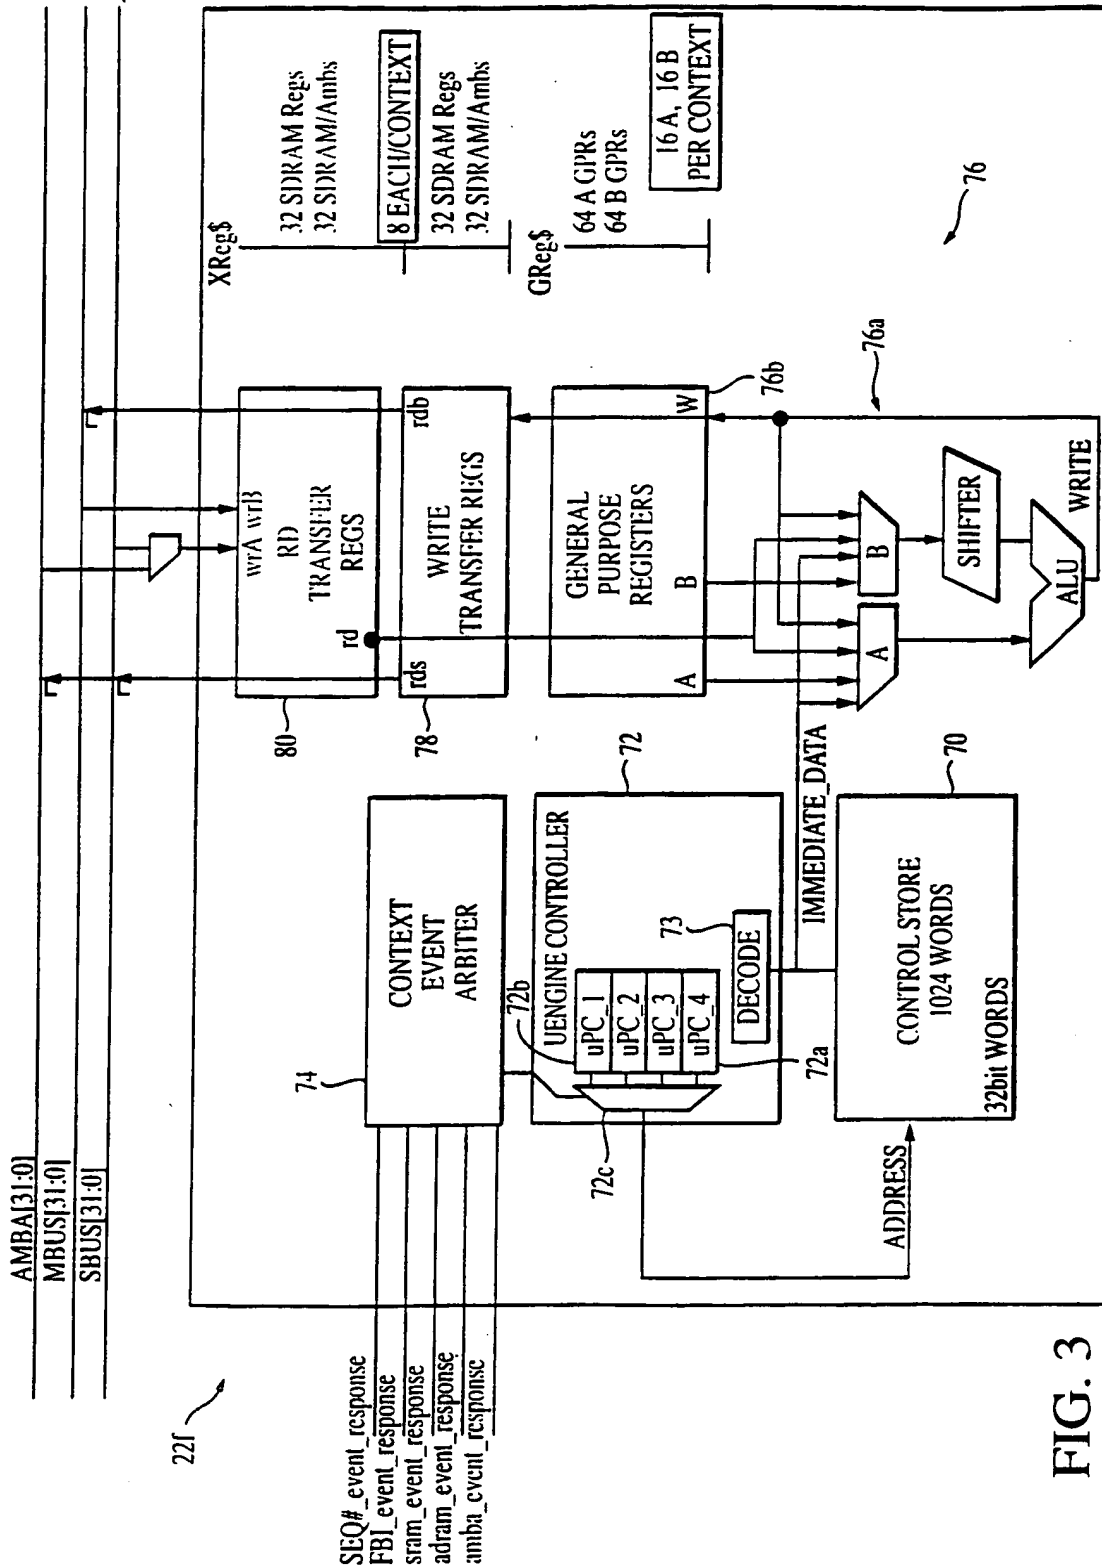 AMBA[31:0]
MBUS[31:0]
SBUS[31:0]
22f
SEQ#_event_response
FBI_event_response
sram_event_response
adram_event_response
amba_event_response
74
CONTEXT
EVENT
ARBITER
72b
72
UENGINE CONTROLLER
uPC_1
uPC_2
uPC_3
uPC_4
72a
72c
73
DECODE
IMMEDIATE_DATA
70
CONTROL STORE
1024 WORDS
32bit WORDS
ADDRESS
80
wrA wrB
RD
TRANSFER
REGS
rd
78
rds
rdb
WRITE
TRANSFER REGS
GENERAL
PURPOSE
REGISTERS
A
B
W
76b
76a
A
B
SHIFTER
ALU
WRITE
XReg$
32 SDRAM Regs
32 SDRAM/Ambs
8 EACH/CONTEXT
32 SDRAM Regs
32 SDRAM/Ambs
GReg$
64 A GPRs
64 B GPRs
16 A, 16 B
PER CONTEXT
76
FIG. 3